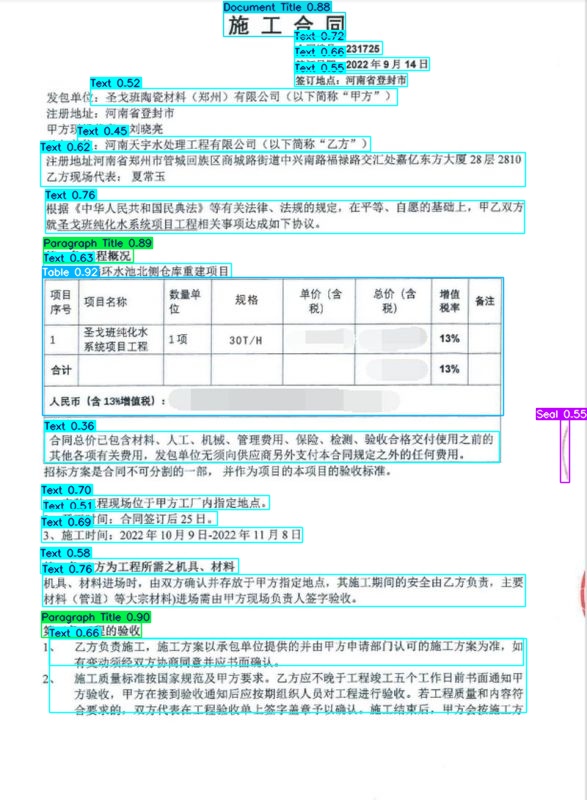 Document Title 0.88
施工合同
Text 0.72
231725
Text 0.66
2022年9月14日
Text 0.55
签订地点：河南省登封市
Text 0.52
发包单位：圣戈班陶瓷材料（郑州）有限公司（以下简称“甲方”）
注册地址：河南省登封市
甲方现 刘晓亮
Text 0.45
：河南天宇水处理工程有限公司（以下简称“乙方”）
Text 0.62
注册地址河南省郑州市管城回族区商城路街道中兴南路福禄路交汇处嘉亿东方大厦28层2810
乙方现场代表：夏常玉
Text 0.76
根据《中华人民共和国民典法》等有关法律、法规的规定，在平等、自愿的基础上，甲乙双方
就圣戈班纯化水系统项目工程相关事项达成如下协议。
Paragraph Title 0.89
Text 0.63 程概况
Table 0.92 环水池北侧仓库重建项目
项目序号 项目名称 数量单位 规格 单价（含税） 总价（含税） 增值税率 备注
1 圣戈班纯化水系统项目工程 1项 30T/H 13%
合计 13%
人民币（含13%增值税）：
Text 0.36
合同总价已包含材料、人工、机械、管理费用、保险、检测、验收合格交付使用之前的
其他各项有关费用，发包单位无须向供应商另外支付本合同规定之外的任何费用。
Seal 0.55
招标方案是合同不可分割的一部，并作为项目的本项目的验收标准。
Text 0.70
程现场位于甲方工厂内指定地点。
Text 0.51
时间：合同签订后25日。
Text 0.69
3、施工时间：2022年10月9日-2022年11月8日
Text 0.58
方为工程所需之机具、材料
Text 0.76
机具、材料进场时，由双方确认并存放于甲方指定地点，其施工期间的安全由乙方负责，主要
材料（管道）等大宗材料)进场需由甲方现场负责人签字验收。
Paragraph Title 0.90
程的验收
Text 0.66
1、 乙方负责施工，施工方案以承包单位提供的并由甲方申请部门认可的施工方案为准，如
有变动须经双方协商同意并应书面确认。
2、 施工质量标准按国家规范及甲方要求。乙方应不晚于工程竣工五个工作日前书面通知甲
方验收，甲方在接到验收通知后应按期组织人员对工程进行验收。若工程质量和内容符
合要求的，双方代表在工程验收单上签字盖章予以确认。施工结束后，甲方会按施工方